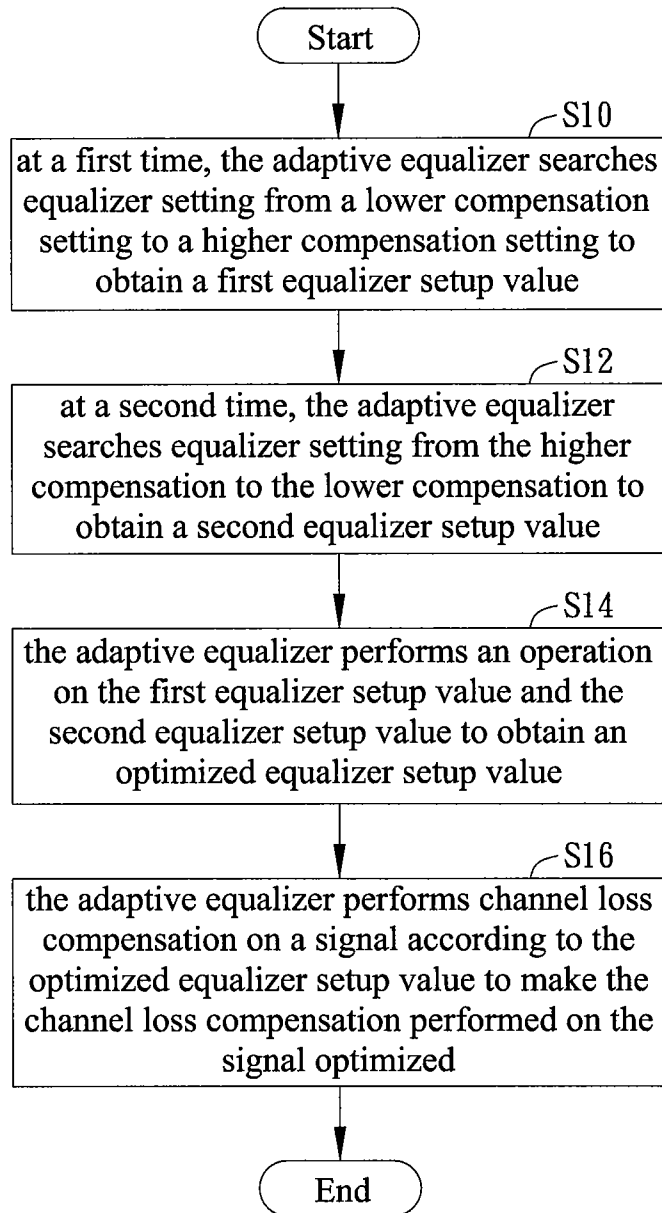 Start
S10
at a first time, the adaptive equalizer searches
equalizer setting from a lower compensation
setting to a higher compensation setting to
obtain a first equalizer setup value
S12
at a second time, the adaptive equalizer
searches equalizer setting from the higher
compensation to the lower compensation to
obtain a second equalizer setup value
S14
the adaptive equalizer performs an operation
on the first equalizer setup value and the
second equalizer setup value to obtain an
optimized equalizer setup value
S16
the adaptive equalizer performs channel loss
compensation on a signal according to the
optimized equalizer setup value to make the
channel loss compensation performed on the
signal optimized
End